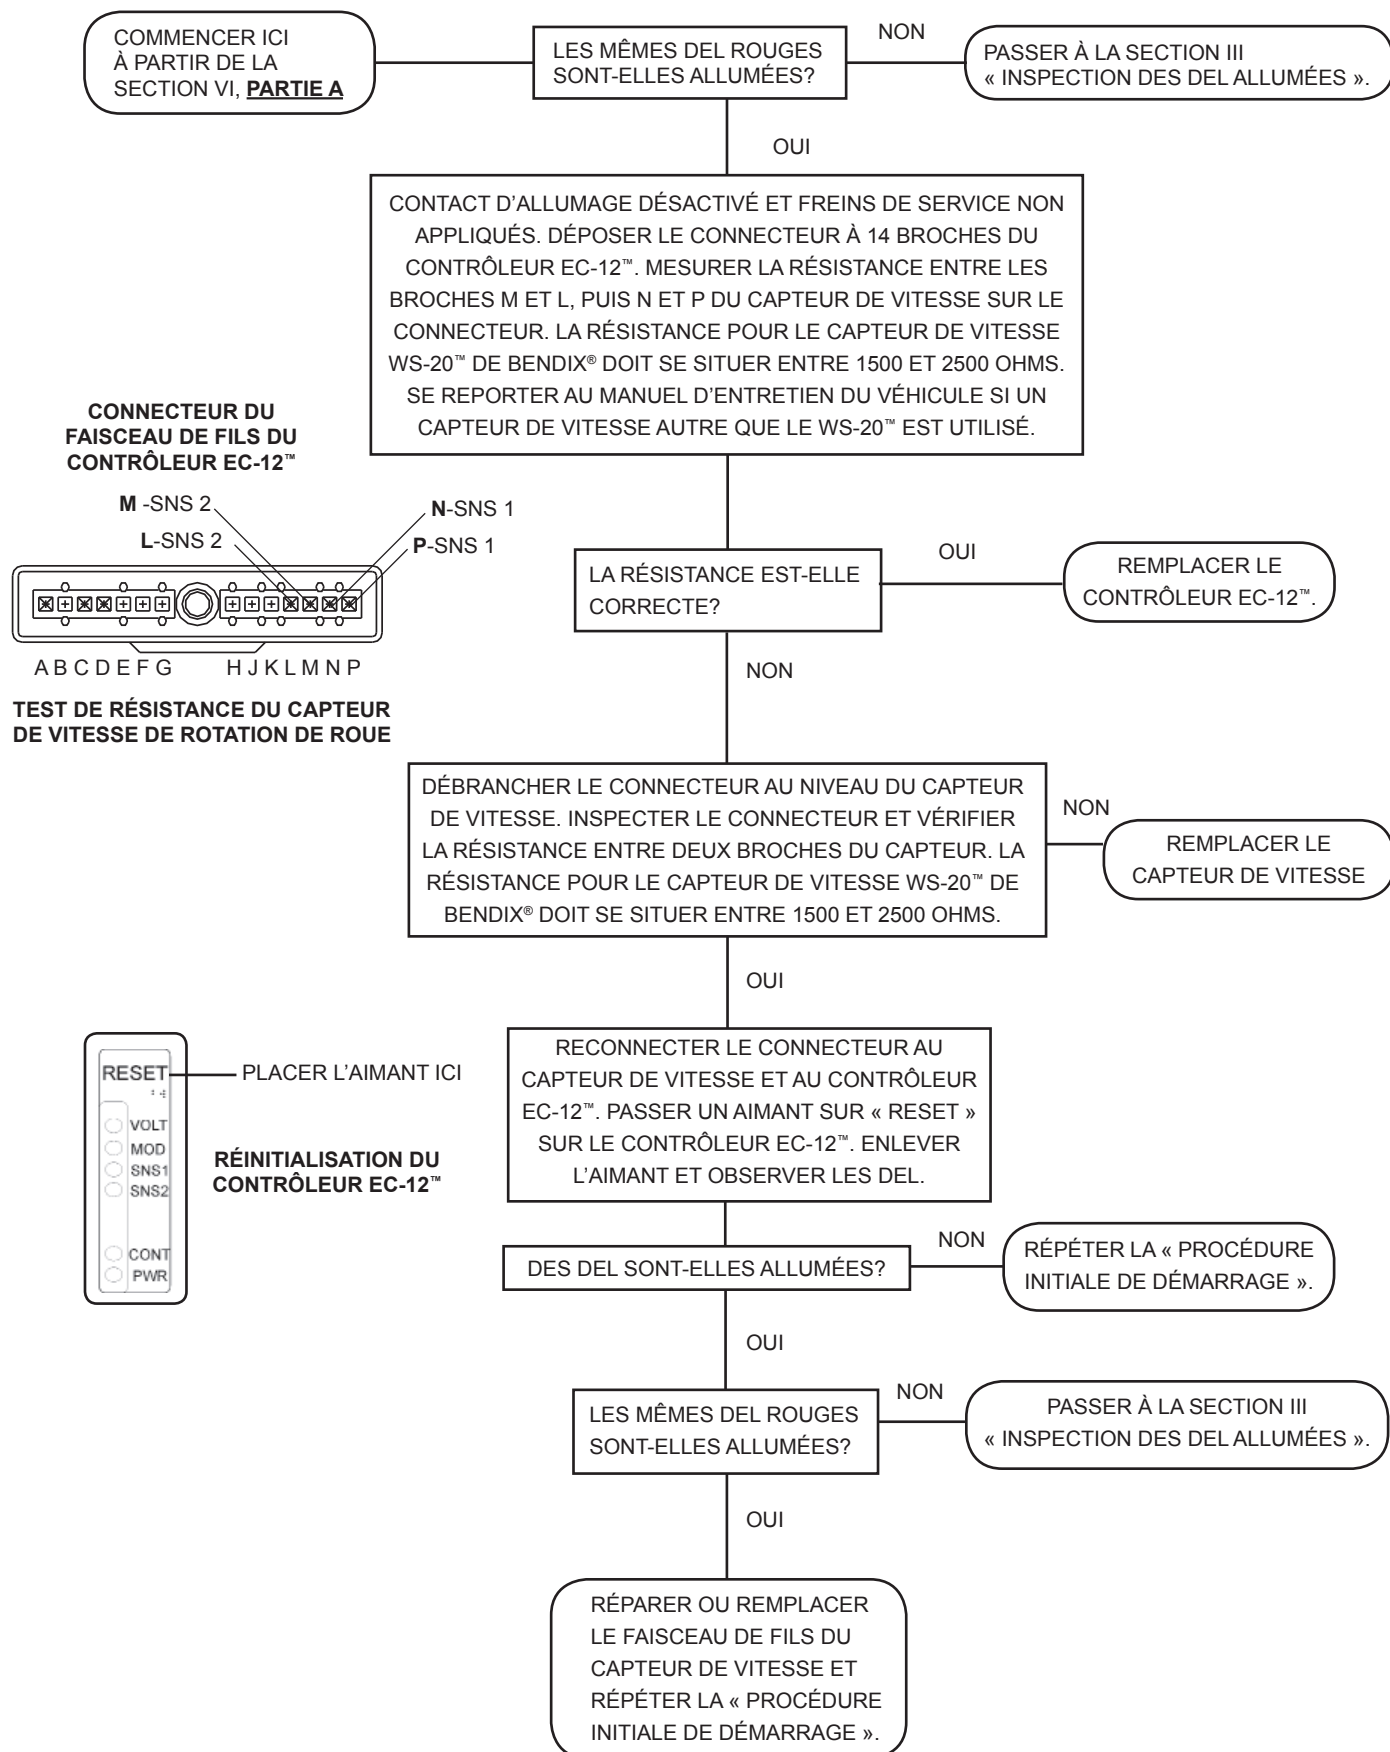 COMMENCER ICI
À PARTIR DE LA
SECTION VI, PARTIE A
LES MÊMES DEL ROUGES
SONT-ELLES ALLUMÉES?
NON
PASSER À LA SECTION III
« INSPECTION DES DEL ALLUMÉES ».
OUI
CONTACT D'ALLUMAGE DÉSACTIVÉ ET FREINS DE SERVICE NON
APPLIQUÉS. DÉPOSER LE CONNECTEUR À 14 BROCHES DU
CONTRÔLEUR EC-12™. MESURER LA RÉSISTANCE ENTRE LES
BROCHES M ET L, PUIS N ET P DU CAPTEUR DE VITESSE SUR LE
CONNECTEUR. LA RÉSISTANCE POUR LE CAPTEUR DE VITESSE
WS-20™ DE BENDIX® DOIT SE SITUER ENTRE 1500 ET 2500 OHMS.
SE REPORTER AU MANUEL D'ENTRETIEN DU VÉHICULE SI UN
CAPTEUR DE VITESSE AUTRE QUE LE WS-20™ EST UTILISÉ.
CONNECTEUR DU
FAISCEAU DE FILS DU
CONTRÔLEUR EC-12™
M -SNS 2
L-SNS 2
N-SNS 1
P-SNS 1
A B C D E F G H J K L M N P
TEST DE RÉSISTANCE DU CAPTEUR
DE VITESSE DE ROTATION DE ROUE
LA RÉSISTANCE EST-ELLE
CORRECTE?
OUI
REMPLACER LE
CONTRÔLEUR EC-12™.
NON
DÉBRANCHER LE CONNECTEUR AU NIVEAU DU CAPTEUR
DE VITESSE. INSPECTER LE CONNECTEUR ET VÉRIFIER
LA RÉSISTANCE ENTRE DEUX BROCHES DU CAPTEUR. LA
RÉSISTANCE POUR LE CAPTEUR DE VITESSE WS-20™ DE
BENDIX® DOIT SE SITUER ENTRE 1500 ET 2500 OHMS.
NON
REMPLACER LE
CAPTEUR DE VITESSE
OUI
RECONNECTER LE CONNECTEUR AU
CAPTEUR DE VITESSE ET AU CONTRÔLEUR
EC-12™. PASSER UN AIMANT SUR « RESET »
SUR LE CONTRÔLEUR EC-12™. ENLEVER
L'AIMANT ET OBSERVER LES DEL.
RESET
PLACER L'AIMANT ICI
VOLT
MOD
SNS1
SNS2
CONT
PWR
RÉINITIALISATION DU
CONTRÔLEUR EC-12™
DES DEL SONT-ELLES ALLUMÉES?
NON
RÉPÉTER LA « PROCÉDURE
INITIALE DE DÉMARRAGE ».
OUI
LES MÊMES DEL ROUGES
SONT-ELLES ALLUMÉES?
NON
PASSER À LA SECTION III
« INSPECTION DES DEL ALLUMÉES ».
OUI
RÉPARER OU REMPLACER
LE FAISCEAU DE FILS DU
CAPTEUR DE VITESSE ET
RÉPÉTER LA « PROCÉDURE
INITIALE DE DÉMARRAGE ».